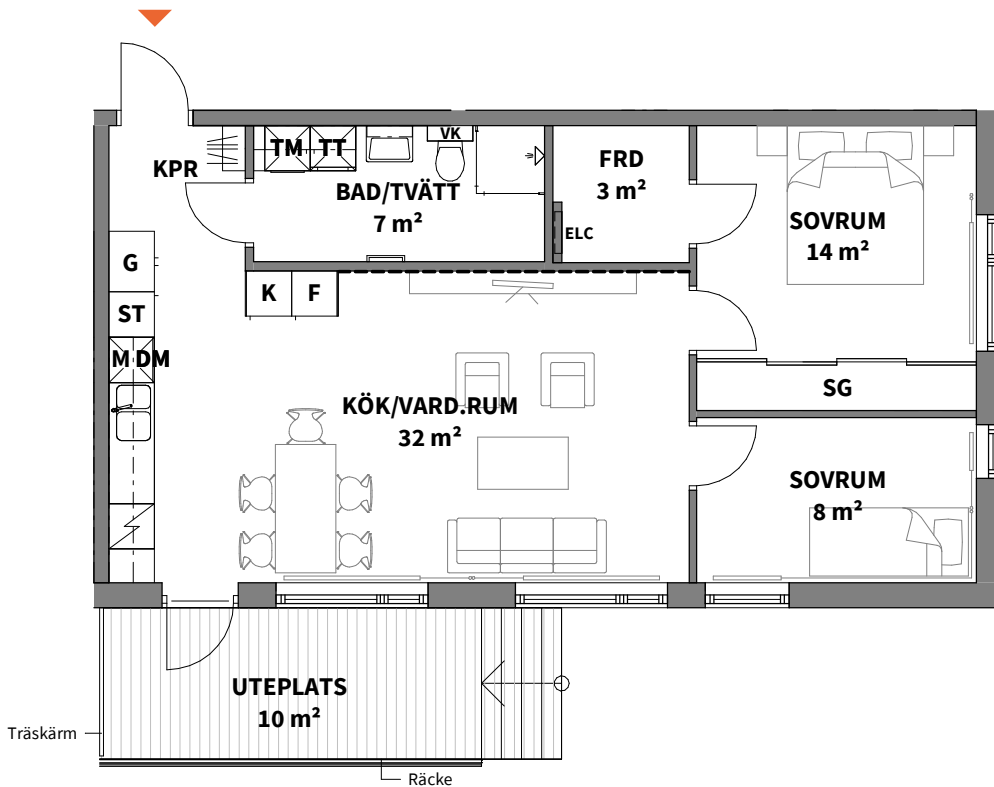 VK
TM TT
KPR
FRD
3 m²
BAD/TVÄTT
7 m²
SOVRUM
14 m²
ELC
G
K F
ST
M DM
SG
KÖK/VARD.RUM
32 m²
SOVRUM
8 m²
UTEPLATS
10 m²
Träskärm
Räcke